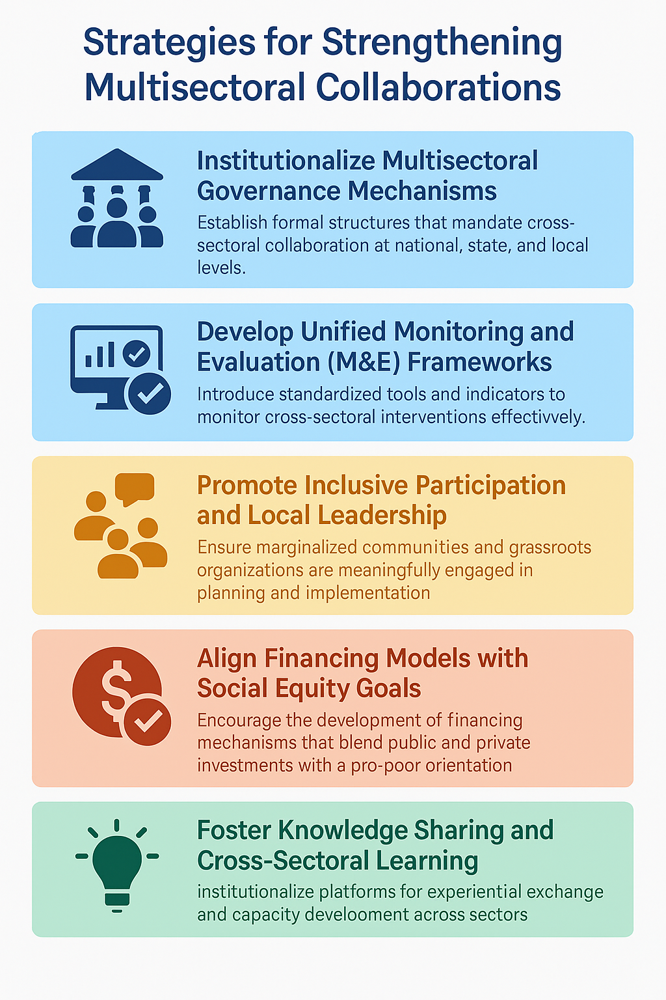 Strategies for Strengthening
Multisectoral Collaborations
Institutionalize Multisectoral
Governance Mechanisms
Establish formal structures that mandate cross-
sectoral collaboration at national, state, and local
levels.
Develop Unified Monitoring and
Evaluation (M&E) Frameworks
Introduce standardized tools and indicators to
monitor cross-sectoral interventions effectivvely.
Promote Inclusive Participation
and Local Leadership
Ensure marginalized communities and grassroots
organizations are meaningfully engaged in
planning and implementation
Align Financing Models with
Social Equity Goals
Encourage the development of financing
mechanisms that blend public and private
investments with a pro-poor orientation
Foster Knowledge Sharing and
Cross-Sectoral Learning
institutionalize platforms for experiential exchange
and capacity develooment across sectors